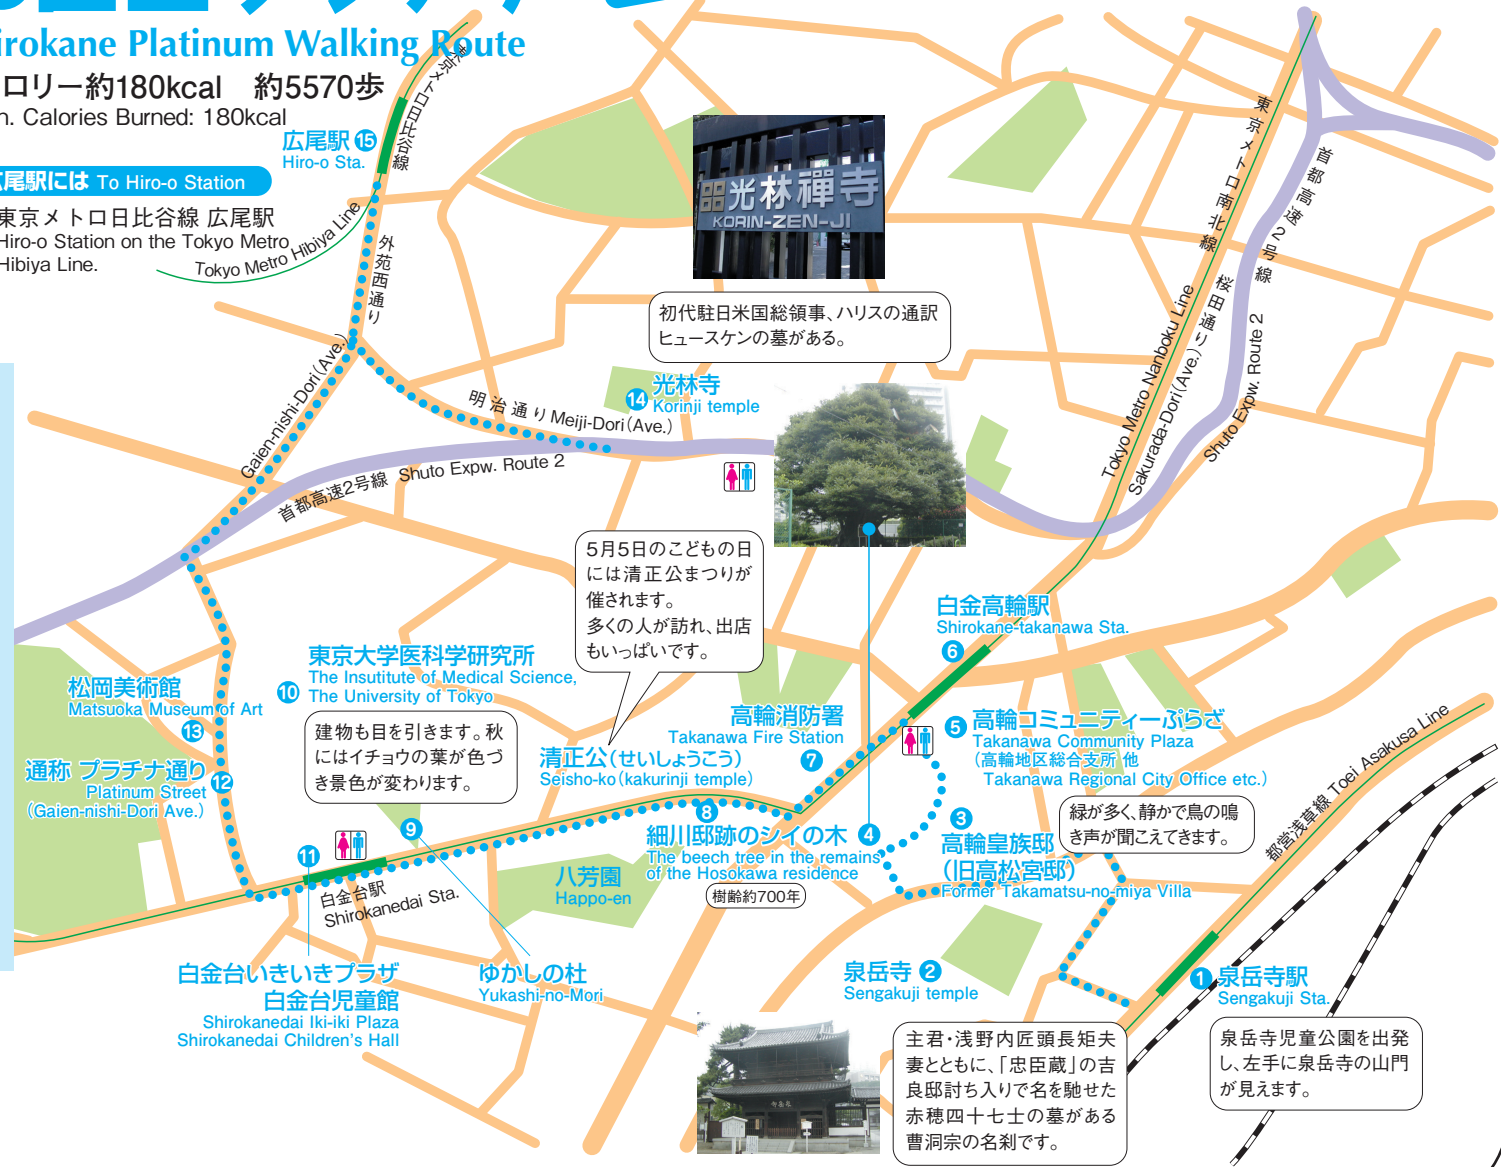 irokane Platinum Walking Route
ロリー約180kcal 約5570歩
n. Calories Burned: 180kcal
広尾駅 15
Hiro-o Sta.
広尾駅には To Hiro-o Station
東京メトロ日比谷線 広尾駅
Hiro-o Station on the Tokyo Metro
Hibiya Line.
東京メトロ日比谷線
Tokyo Metro Hibiya Line
外苑西通り
Gaien-nishi-Dori(Ave.)
明治通り Meiji-Dori(Ave.)
首都高速2号線 Shuto Expw. Route 2
光林禪寺
KORIN-ZEN-JI
初代駐日米国総領事、ハリスの通訳
ヒュースケンの墓がある。
14 光林寺
Korinji temple
東京メトロ南北線
Tokyo Metro Nanboku Line
桜田通り
Sakurada-Dori(Ave.)
首都高速2号線
Shuto Expw. Route 2
5月5日のこどもの日
には清正公まつりが
催されます。
多くの人が訪れ、出店
もいっぱいです。
白金高輪駅
Shirokane-takanawa Sta.
6
東京大学医科学研究所
10 The Insutitute of Medical Science,
The University of Tokyo
建物も目を引きます。秋
にはイチョウの葉が色づ
き景色が変わります。
松岡美術館
Matsuoka Museum of Art
13
通称 プラチナ通り
Platinum Street 12
(Gaien-nishi-Dori Ave.)
清正公(せいしょうこう)
Seisho-ko(kakurinji temple)
8
高輪消防署
Takanawa Fire Station
7
5 高輪コミュニティーぷらざ
Takanawa Community Plaza
(高輪地区総合支所 他
Takanawa Regional City Office etc.)
緑が多く、静かで鳥の鳴
き声が聞こえてきます。
3
高輪皇族邸
(旧高松宮邸)
Former Takamatsu-no-miya Villa
都営浅草線 Toei Asakusa Line
細川邸跡のシイの木 4
The beech tree in the remains
of the Hosokawa residence
樹齢約700年
八芳園
Happo-en
9
11
白金台駅
Shirokanedai Sta.
白金台いきいきプラザ
白金台児童館
Shirokanedai Iki-iki Plaza
Shirokanedai Children's Hall
ゆかしの杜
Yukashi-no-Mori
泉岳寺 2
Sengakuji temple
1 泉岳寺駅
Sengakuji Sta.
主君・浅野内匠頭長矩夫
妻とともに、「忠臣蔵」の吉
良邸討ち入りで名を馳せた
赤穂四十七士の墓がある
曹洞宗の名刹です。
泉岳寺児童公園を出発
し、左手に泉岳寺の山門
が見えます。